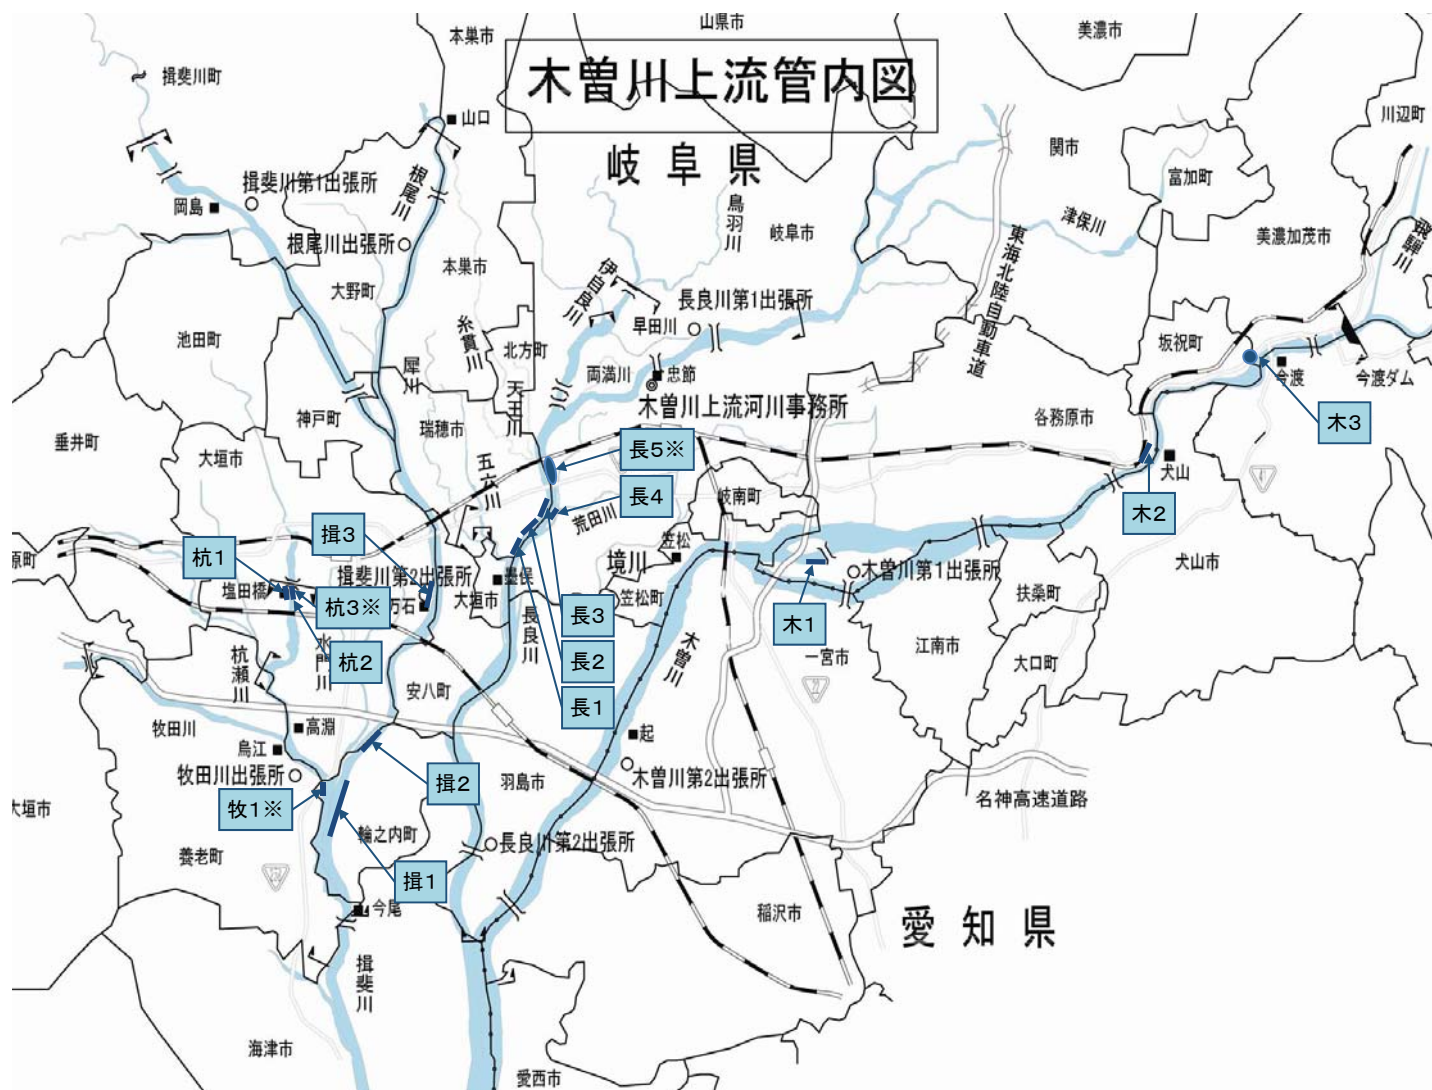 本巣市
山県市
美濃市
木曽川上流管内図
揖斐川町
山口
川辺町
岐阜県
関市
富加町
揖斐川第1出張所
岡島
根尾川
鳥羽川
岐阜市
津保川
美濃加茂市
飛騨川
根尾川出張所
本巣市
東海北陸自動車道
大野町
伊自良川
長良川第1出張所
早田川
糸貫川
池田町
北方町
坂祝町
犀川
両満川
忠節
今渡
今渡ダム
天王川
木曽川上流河川事務所
神戸町
瑞穂市
各務原市
木3
垂井町
大垣市
五六川
長5※
犬山
岐南町
長4
木2
荒田川
揖3
杭1
境川
笠松
犬山市
原町
揖斐川第2出張所
墨俣
木曽川第1出張所
塩田橋
杭3※
万石
大垣市
笠松町
長3
扶桑町
木1
長良川
木曽川
杭瀬川
水門川
杭2
長2
一宮市
江南市
大口町
安八町
長1
牧田川
高淵
烏江
起
牧田川出張所
揖2
羽島市
木曽川第2出張所
名神高速道路
大垣市
牧1※
輪之内町
長良川第2出張所
養老町
揖1
今尾
稲沢市
愛知県
揖斐川
海津市
愛西市